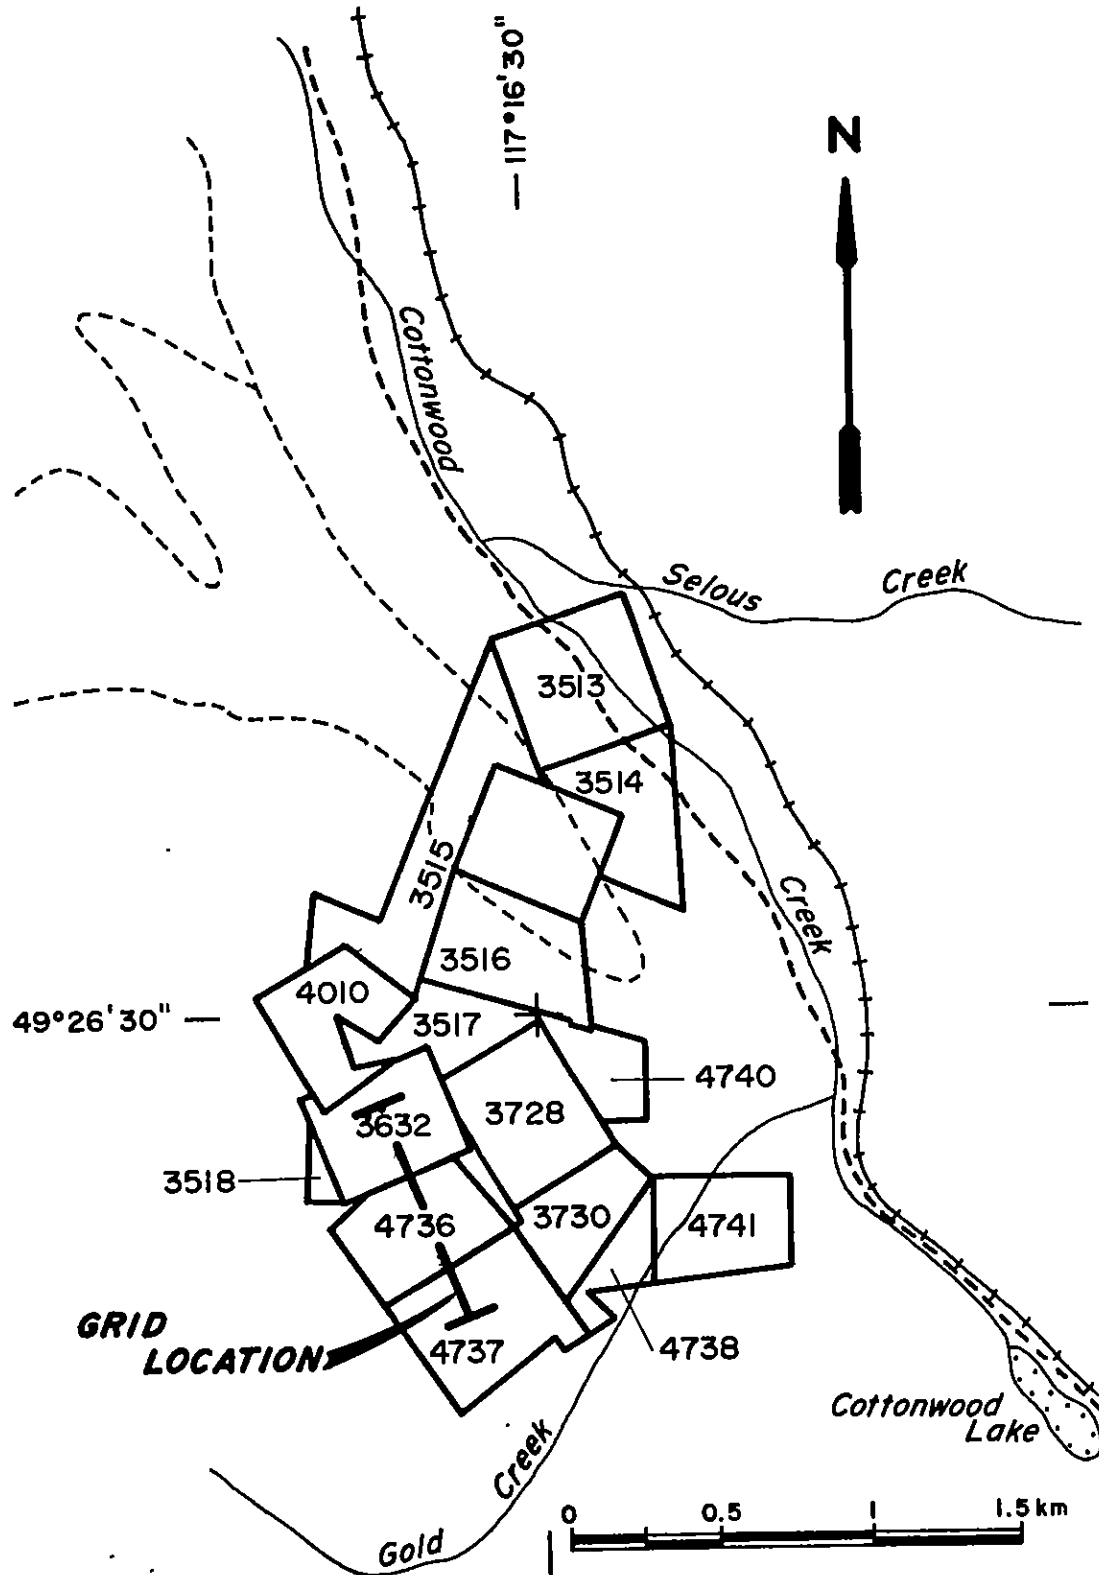 117°16'30"
N
Cottonwood
Selous
Creek
3513
3514
3515
Creek
3516
4010
49°26'30"
3517
4740
3728
3632
3518
4736
3730
4741
GRID
LOCATION
4737
4738
Cottonwood
Lake
Creek
0 0.5 1 1.5 km
Gold